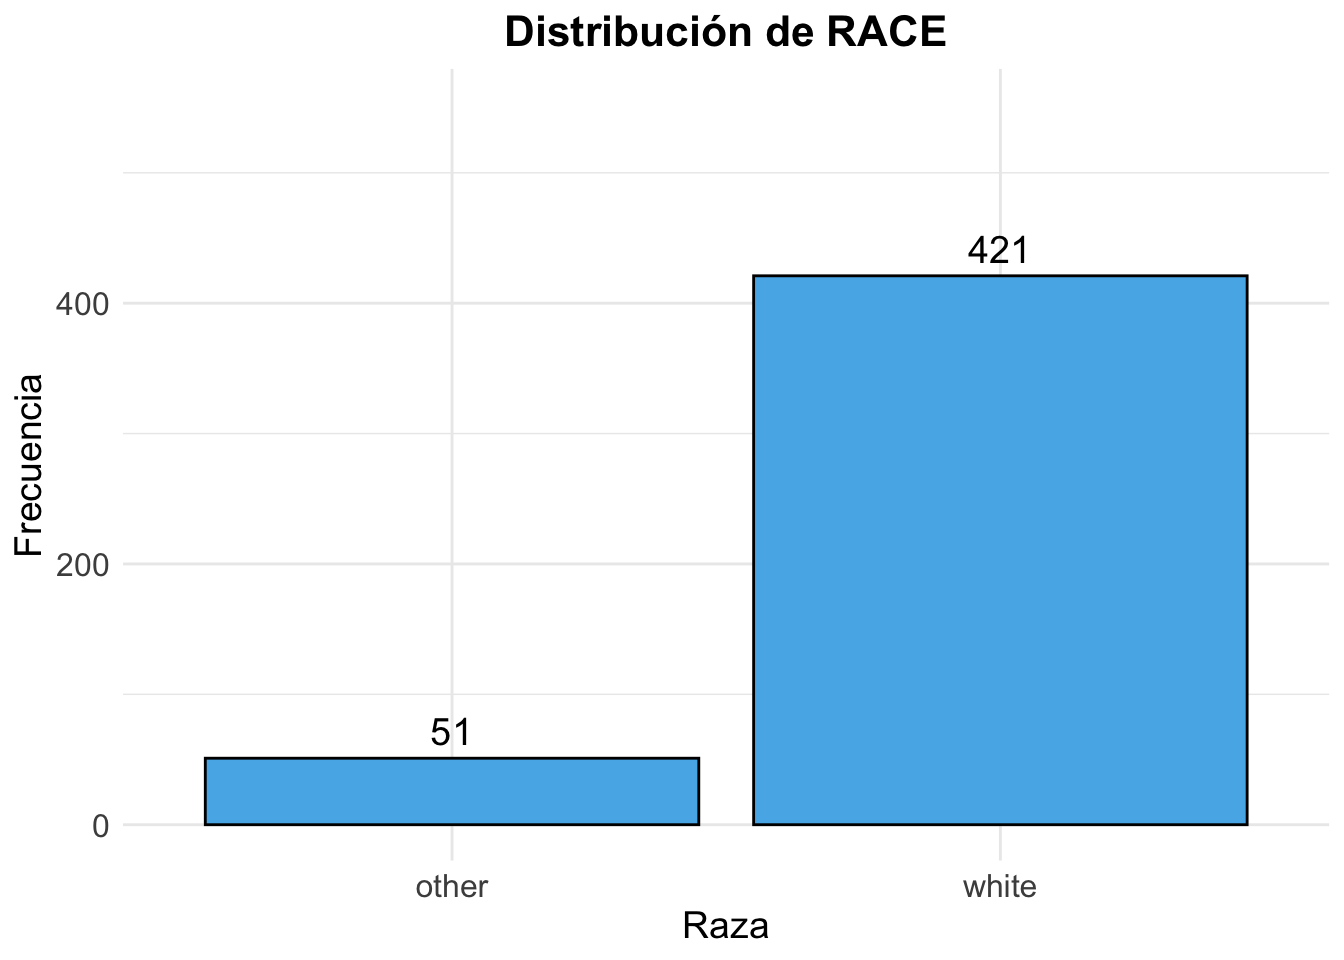 Distribución de RACE
421
400
Frecuencia
200
51
0
other white
Raza